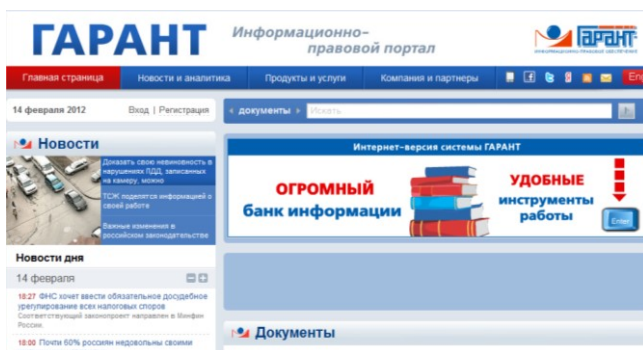 ГАРАНТ
Информационно-
правовой портал
ГАРАНТ
Главная страница
Новости и аналитика
Продукты и услуги
Компания и партнеры
Eng
14 февраля 2012
Вход | Регистрация
документы
Искать
Новости
Доказать свою невиновность в
нарушениях ПДД, записанных
на камеру, можно
ТСЖ поделятся информацией о
своей работе
Важные изменения в
российском законодательстве
Интернет-версия системы ГАРАНТ
ОГРОМНЫЙ
банк информации
УДОБНЫЕ
инструменты
работы
Enter
Новости дня
14 февраля
18:27 ФНС хочет ввести обязательное досудебное
урегулирование всех налоговых споров
Соответствующий законопроект направлен в Минфин
России.
18:00 Почти 60% россиян недовольны своими
Документы